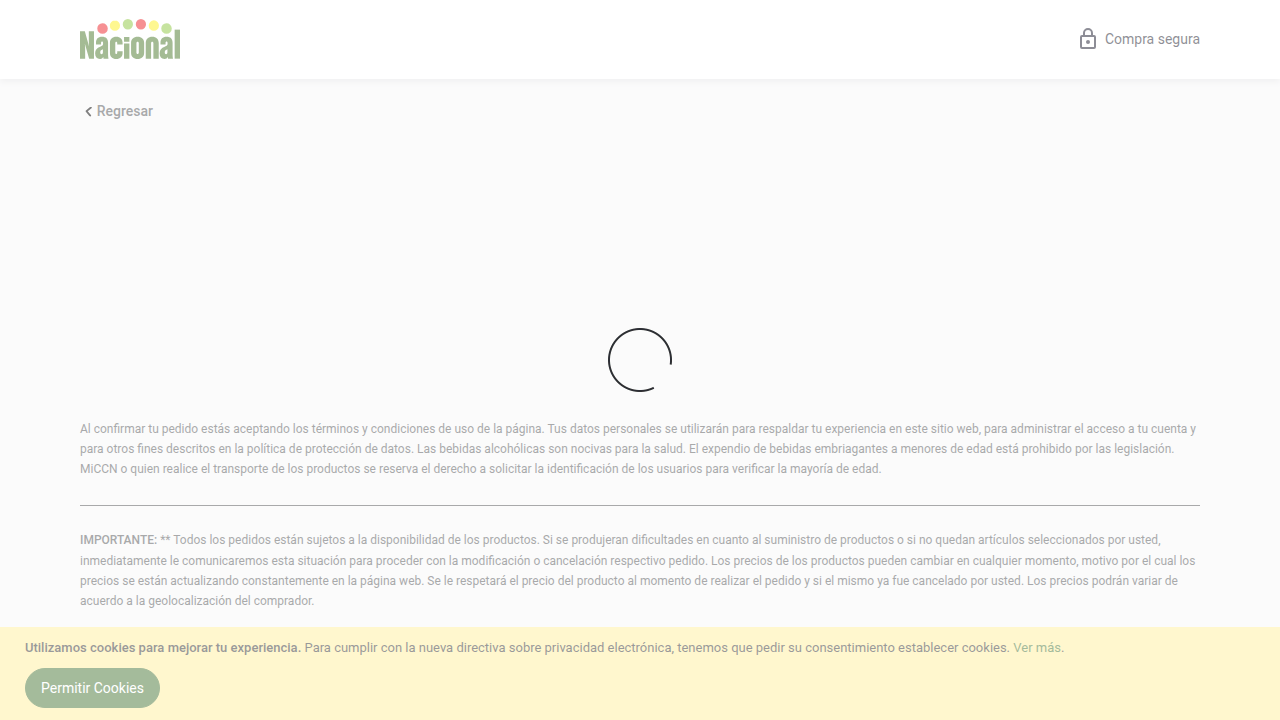 Nacional
Compra segura
Regresar
Al confirmar tu pedido estás aceptando los términos y condiciones de uso de la página. Tus datos personales se utilizarán para respaldar tu experiencia en este sitio web, para administrar el acceso a tu cuenta y
para otros fines descritos en la política de protección de datos. Las bebidas alcohólicas son nocivas para la salud. El expendio de bebidas embriagantes a menores de edad está prohibido por las legislación.
MiCCN o quien realice el transporte de los productos se reserva el derecho a solicitar la identificación de los usuarios para verificar la mayoría de edad.
IMPORTANTE: ** Todos los pedidos están sujetos a la disponibilidad de los productos. Si se produjeran dificultades en cuanto al suministro de productos o si no quedan artículos seleccionados por usted,
inmediatamente le comunicaremos esta situación para proceder con la modificación o cancelación respectivo pedido. Los precios de los productos pueden cambiar en cualquier momento, motivo por el cual los
precios se están actualizando constantemente en la página web. Se le respetará el precio del producto al momento de realizar el pedido y si el mismo ya fue cancelado por usted. Los precios podrán variar de
acuerdo a la geolocalización del comprador.
Utilizamos cookies para mejorar tu experiencia. Para cumplir con la nueva directiva sobre privacidad electrónica, tenemos que pedir su consentimiento establecer cookies. Ver más.
Permitir Cookies